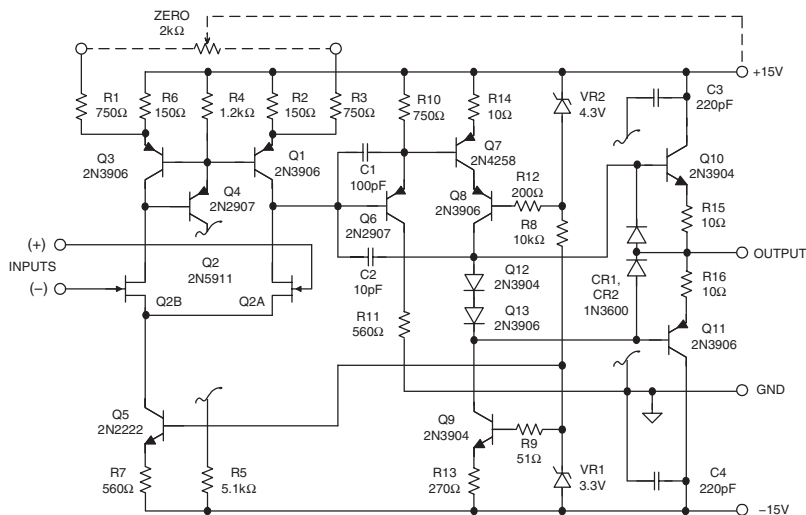 ZERO
2kΩ
+15V
R1
750Ω
R6
150Ω
R4
1.2kΩ
R2
150Ω
R3
750Ω
R10
750Ω
R14
10Ω
VR2
4.3V
C3
220pF
Q3
2N3906
Q1
2N3906
Q4
2N2907
C1
100pF
Q7
2N4258
Q8
2N3906
R12
200Ω
Q10
2N3904
Q6
2N2907
R8
10kΩ
R15
10Ω
(+)
INPUTS
(−)
Q2
2N5911
Q2B
Q2A
C2
10pF
Q12
2N3904
Q13
2N3906
OUTPUT
CR1,
CR2
1N3600
R16
10Ω
R11
560Ω
Q11
2N3906
GND
Q5
2N2222
Q9
2N3904
R9
51Ω
R7
560Ω
R5
5.1kΩ
R13
270Ω
VR1
3.3V
C4
220pF
−15V